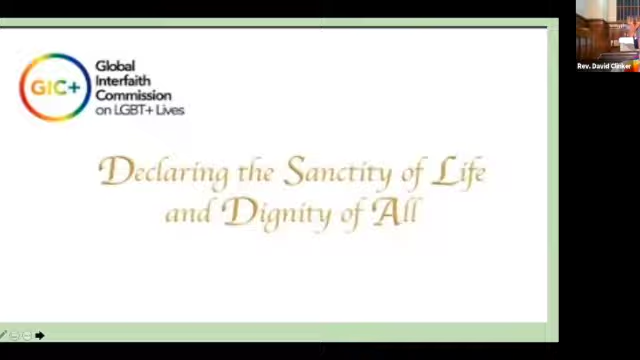 GIC+
Global
Interfaith
Commission
on LGBT+ Lives
Declaring the Sanctity of Life
and Dignity of All
Rev. David Clinker